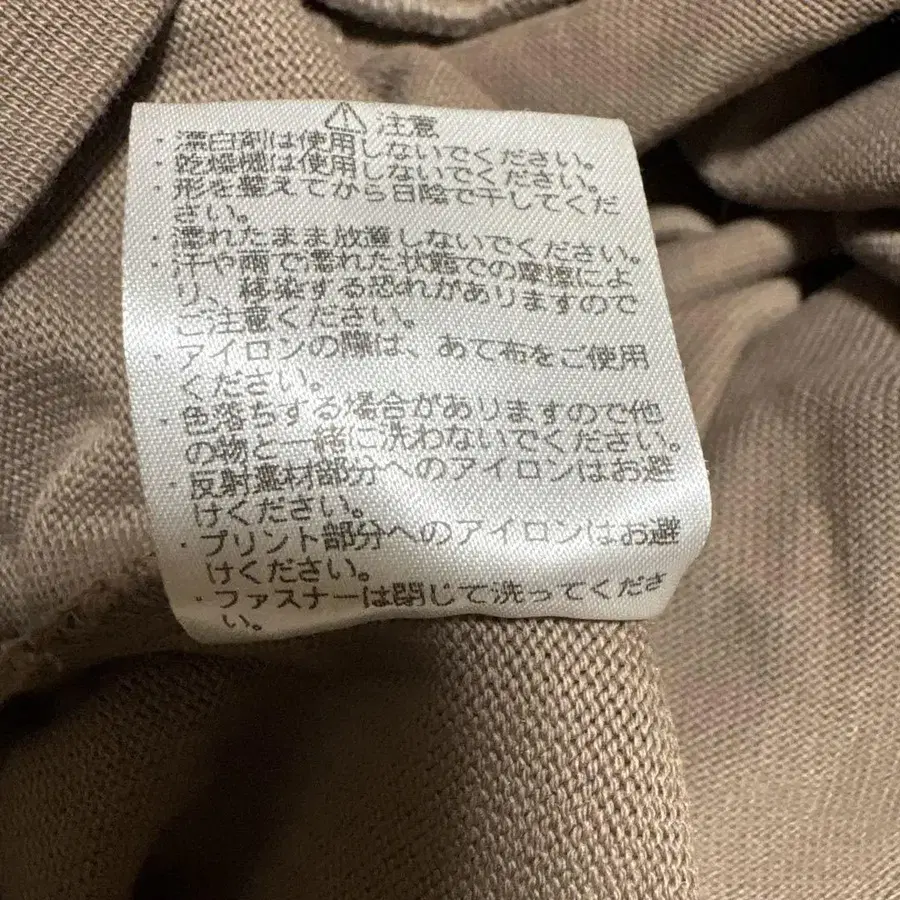 注意
・漂白剤は使用しないでください。
・乾燥機は使用しないでください。
・形を整えてから日陰で干してくだ
さい。
・濡れたまま放置しないでください。
・汗や雨で濡れた状態での摩擦によ
り、移染する恐れがありますので
ご注意ください。
・アイロンの際は、あて布をご使用
ください。
・色落ちする場合がありますので他
の物と一緒に洗わないでください。
・反射素材部分へのアイロンはお避
けください。
・プリント部分へのアイロンはお避
けください。
・ファスナーは閉じて洗ってくださ
い。